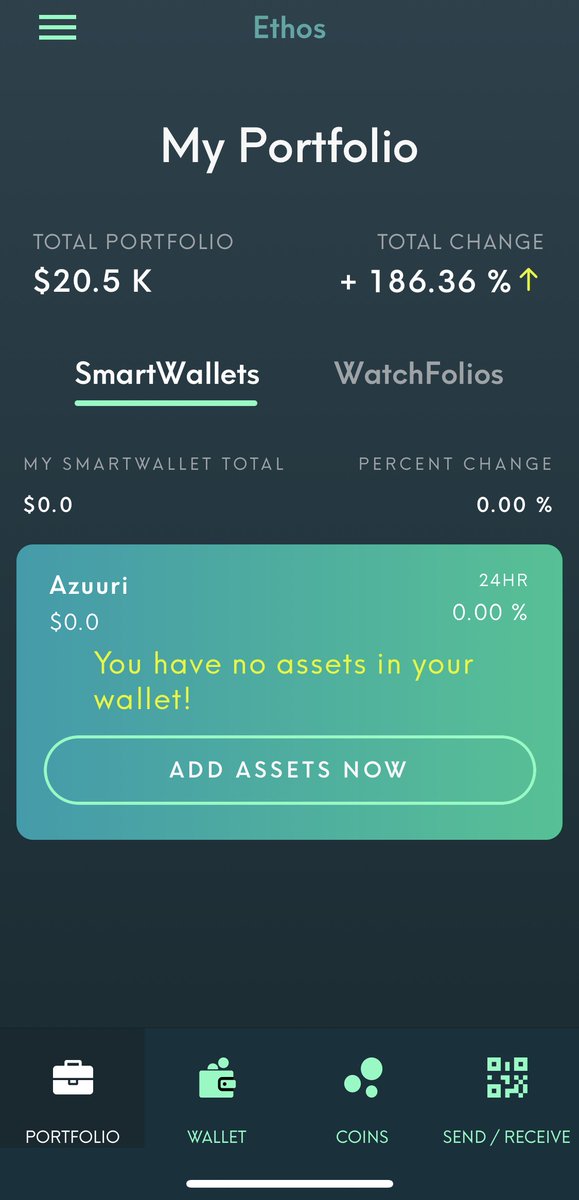 Ethos
My Portfolio
TOTAL PORTFOLIO
TOTAL CHANGE
$20.5 K
+ 186.36 % ↑
SmartWallets
WatchFolios
MY SMARTWALLET TOTAL
PERCENT CHANGE
$0.0
0.00 %
Azuuri
24HR
$0.0
0.00 %
You have no assets in your
wallet!
ADD ASSETS NOW
PORTFOLIO
WALLET
COINS
SEND / RECEIVE